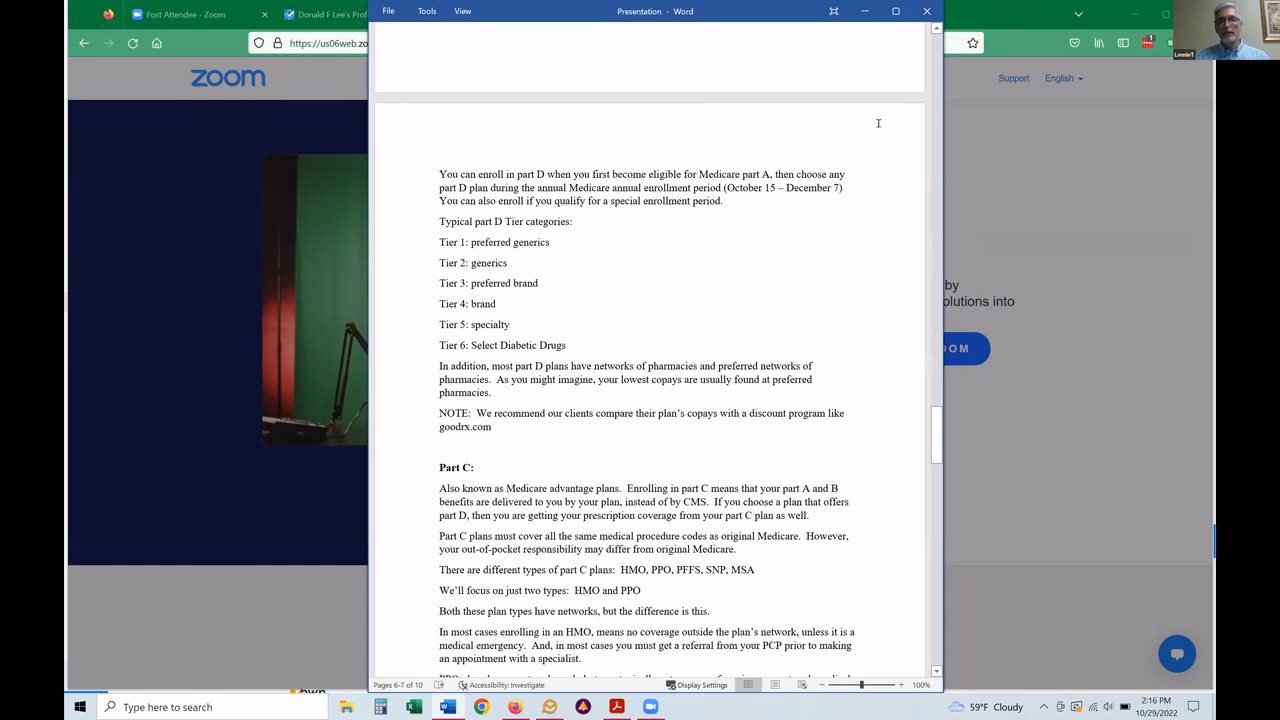 Post Attendee - Zoom
Donald F Lee's Prof
File
Tools
View
Presentation - Word
https://us06web.zo
1
LonnieT
zoom
Support
English
You can enroll in part D when you first become eligible for Medicare part A, then choose any
part D plan during the annual Medicare annual enrollment period (October 15 – December 7)
You can also enroll if you qualify for a special enrollment period.
Typical part D Tier categories:
Tier 1: preferred generics
Tier 2: generics
Tier 3: preferred brand
Tier 4: brand
Tier 5: specialty
Tier 6: Select Diabetic Drugs
In addition, most part D plans have networks of pharmacies and preferred networks of
pharmacies.  As you might imagine, your lowest copays are usually found at preferred
pharmacies.
NOTE:  We recommend our clients compare their plan's copays with a discount program like
goodrx.com
by
olutions into
OM
Part C:
Also known as Medicare advantage plans.  Enrolling in part C means that your part A and B
benefits are delivered to you by your plan, instead of by CMS.  If you choose a plan that offers
part D, then you are getting your prescription coverage from your part C plan as well.
Part C plans must cover all the same medical procedure codes as original Medicare.  However,
your out-of-pocket responsibility may differ from original Medicare.
There are different types of part C plans:  HMO, PPO, PFFS, SNP, MSA
We'll focus on just two types:  HMO and PPO
Both these plan types have networks, but the difference is this.
In most cases enrolling in an HMO, means no coverage outside the plan's network, unless it is a
medical emergency.  And, in most cases you must get a referral from your PCP prior to making
an appointment with a specialist.
Pages 6-7 of 10
Accessibility: Investigate
Display Settings
100%
Type here to search
59°F Cloudy
2:16 PM
10/29/2022